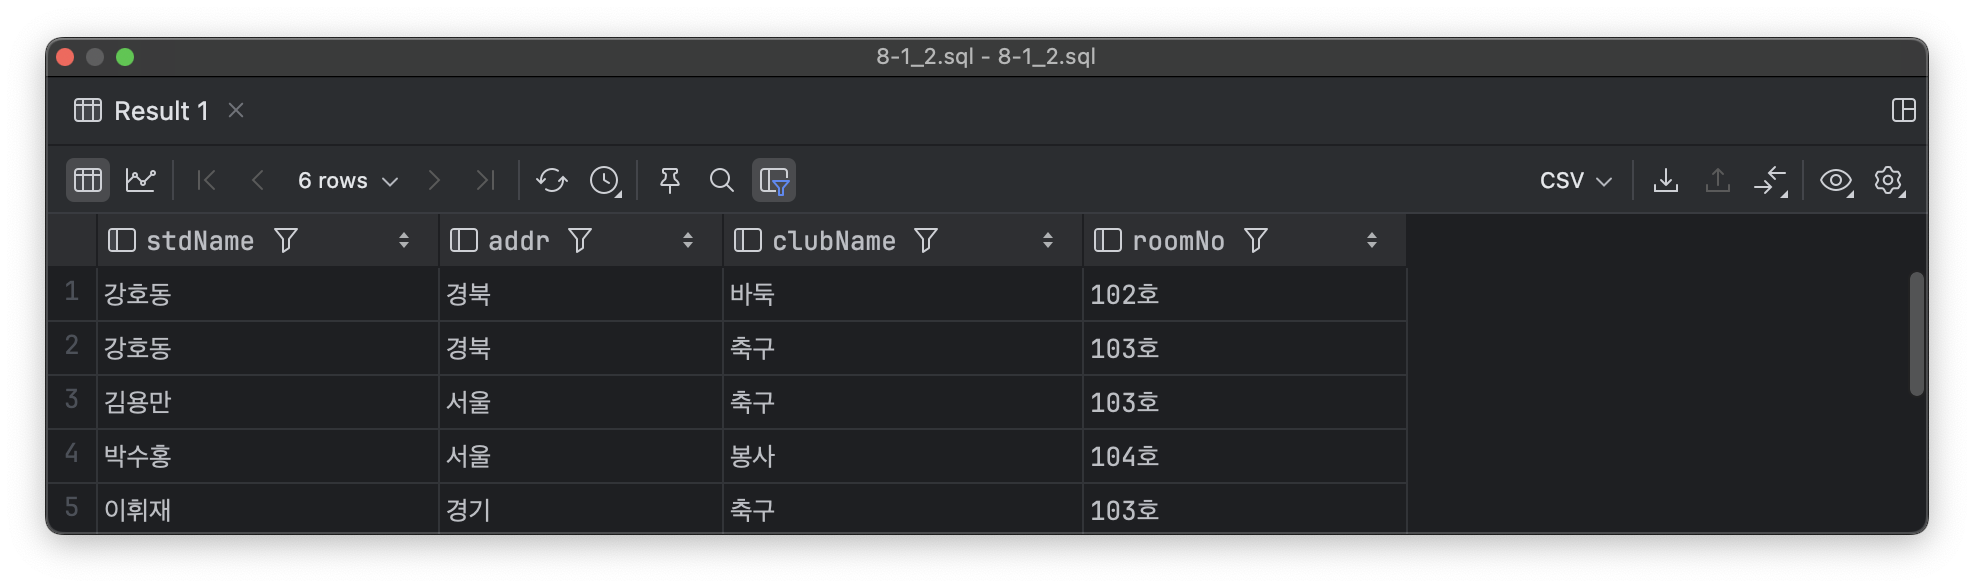 8-1_2.sql - 8-1_2.sql
Result 1
6 rows CSV
stdName addr clubName roomNo
1 강호동 경북 바둑 102호
2 강호동 경북 축구 103호
3 김용만 서울 축구 103호
4 박수홍 서울 봉사 104호
5 이휘재 경기 축구 103호